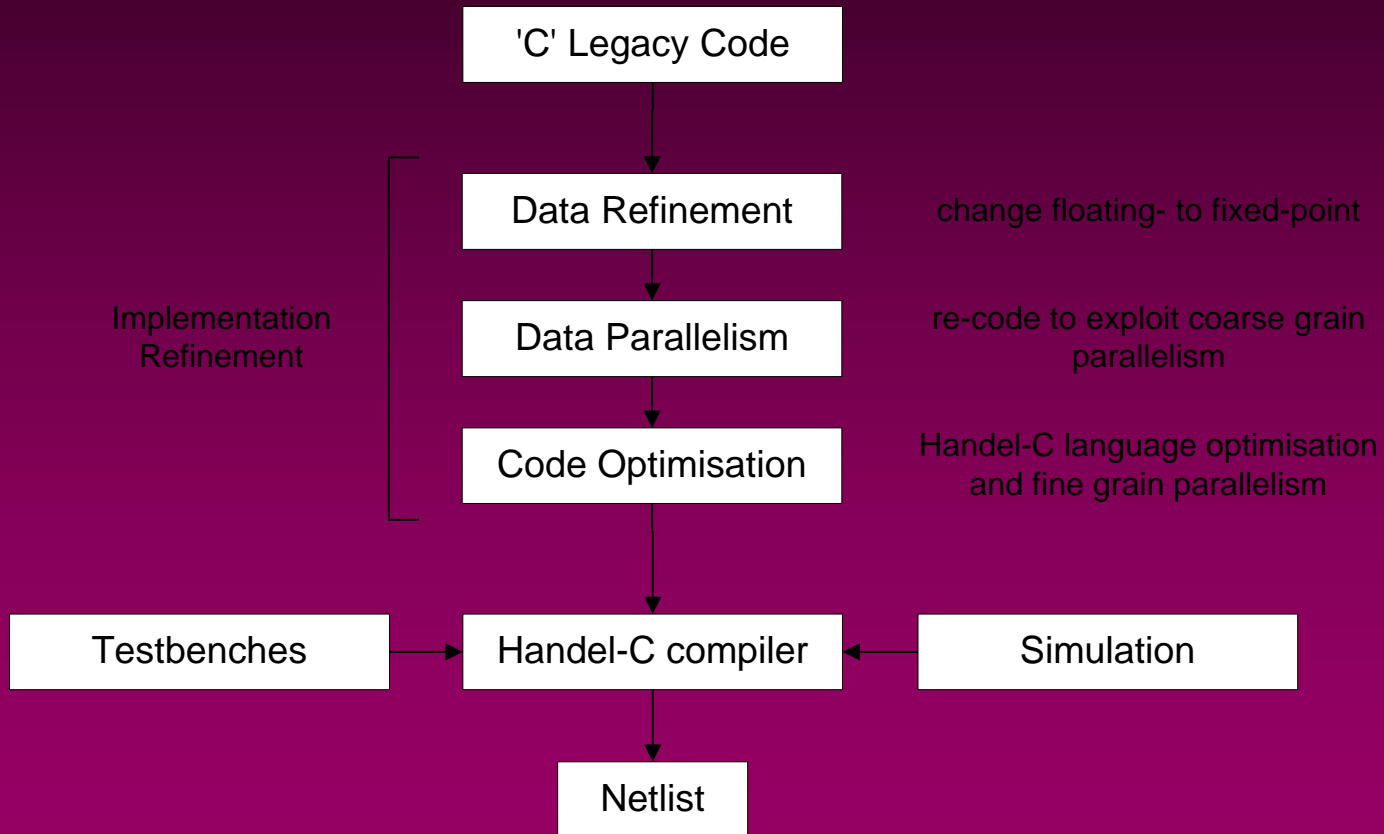 'C' Legacy Code
Data Refinement
change floating- to fixed-point
Implementation
Refinement
Data Parallelism
re-code to exploit coarse grain
parallelism
Code Optimisation
Handel-C language optimisation
and fine grain parallelism
Testbenches
Handel-C compiler
Simulation
Netlist